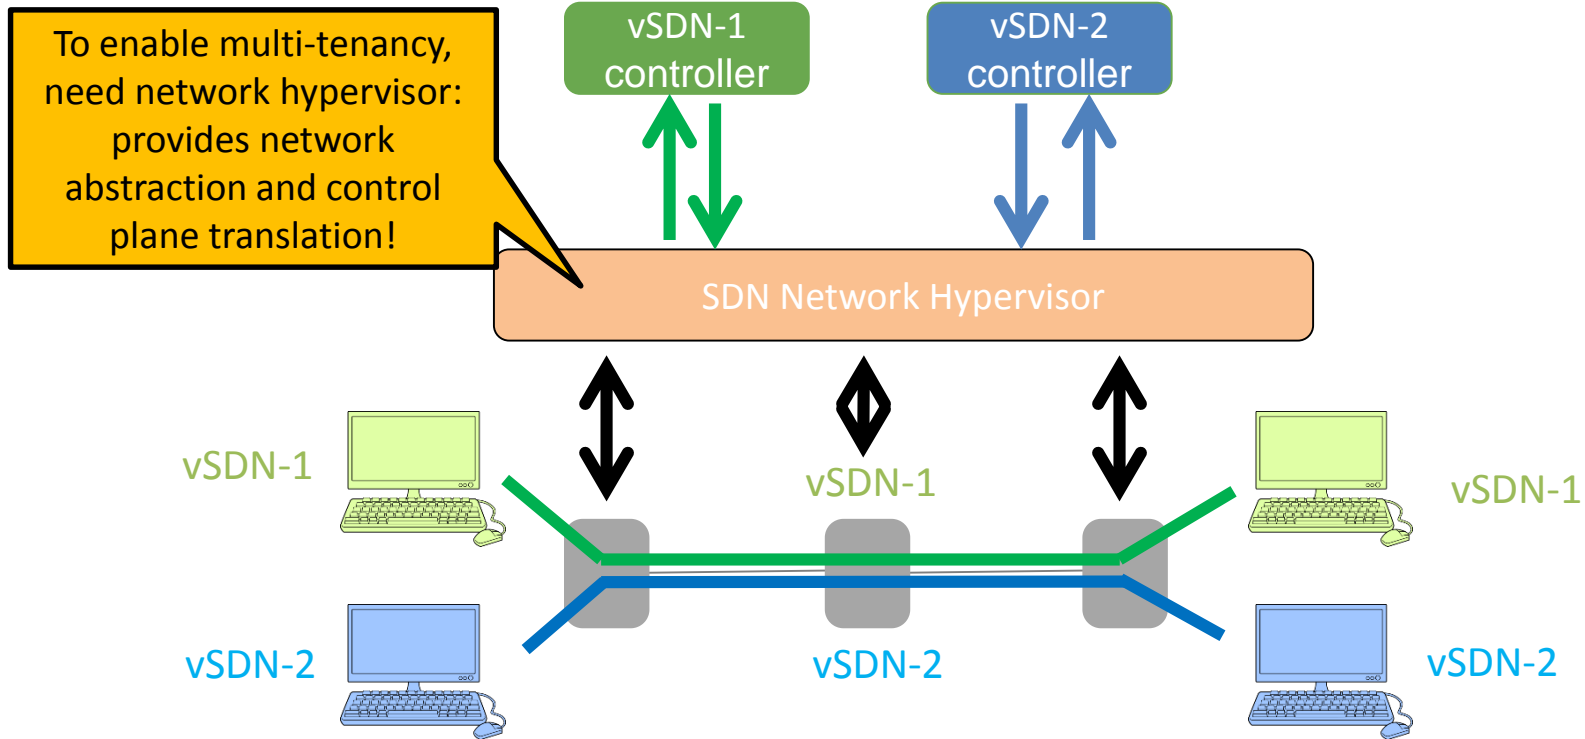 To enable multi-tenancy,
need network hypervisor:
provides network
abstraction and control
plane translation!
vSDN-1
controller
vSDN-2
controller
SDN Network Hypervisor
vSDN-1
vSDN-1
vSDN-1
vSDN-2
vSDN-2
vSDN-2